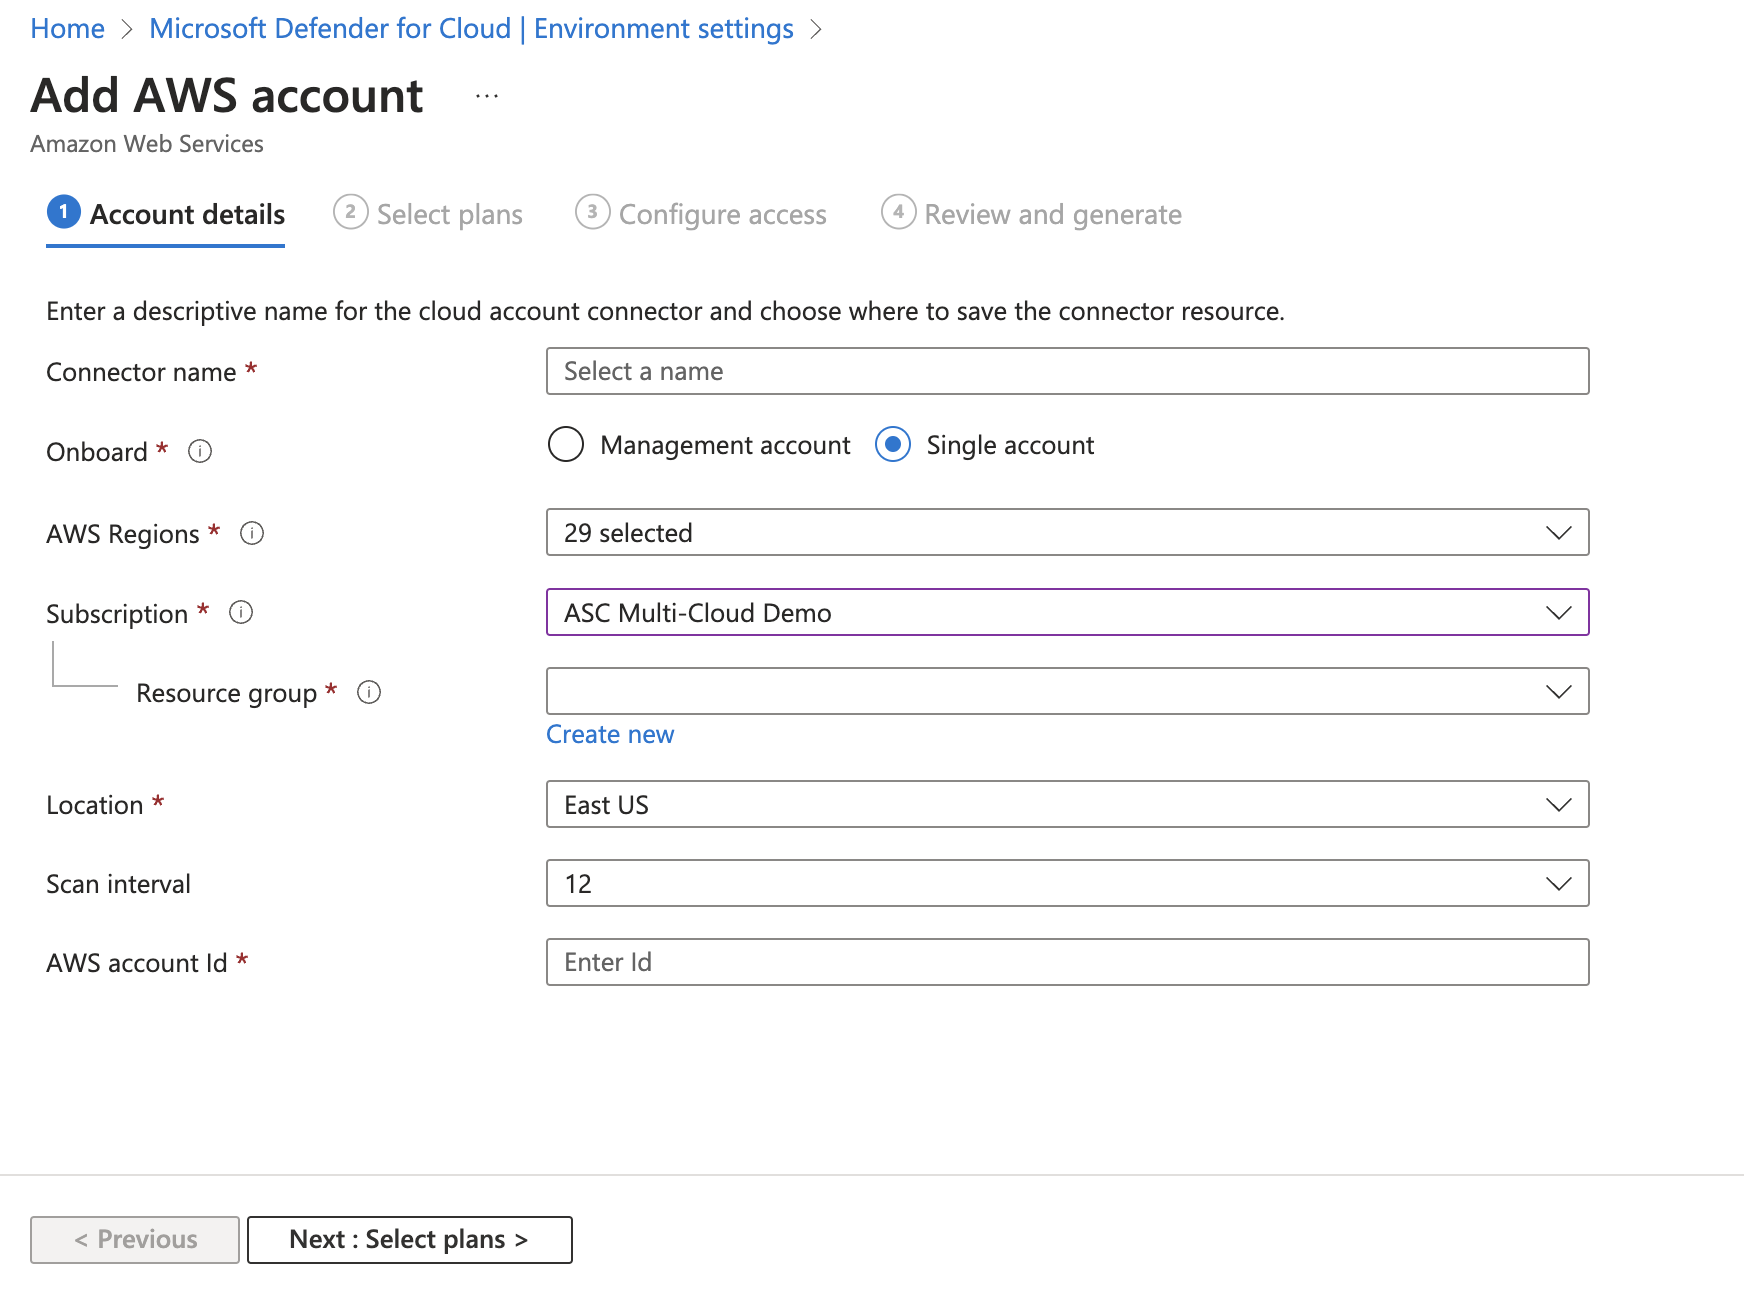 Home > Microsoft Defender for Cloud | Environment settings >
Add AWS account ...
Amazon Web Services
1 Account details 2 Select plans 3 Configure access 4 Review and generate
Enter a descriptive name for the cloud account connector and choose where to save the connector resource.
Connector name * Select a name
Onboard * Management account Single account
AWS Regions * 29 selected
Subscription * ASC Multi-Cloud Demo
Resource group *
Create new
Location * East US
Scan interval 12
AWS account Id * Enter Id
< Previous Next : Select plans >